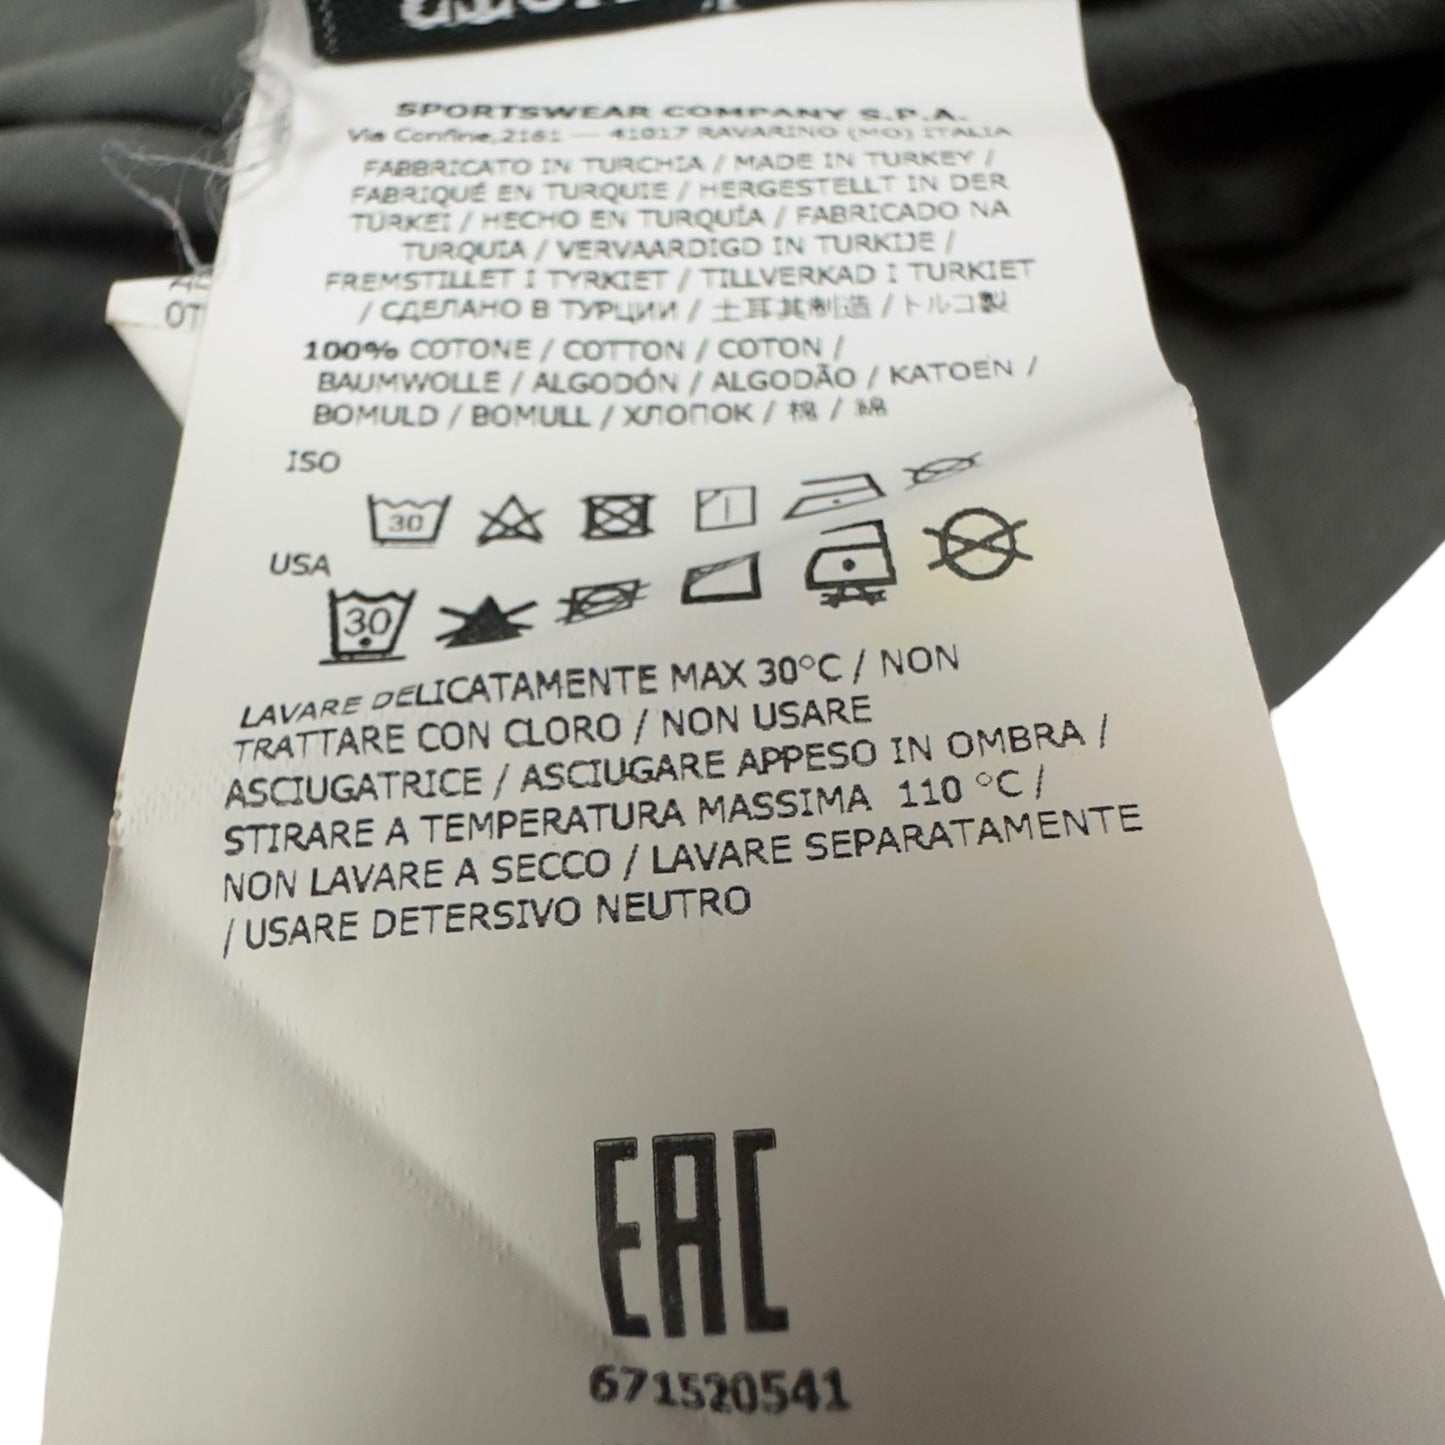 SPORTSWEAR COMPANY S.P.A.
Via Confine,2161 — 41017 RAVARINO (MO) ITALIA
FABBRICATO IN TURCHIA / MADE IN TURKEY /
FABRIQUÉ EN TURQUIE / HERGESTELLT IN DER
TÜRKEI / HECHO EN TURQUÍA / FABRICADO NA
TURQUIA / VERVAARDIGD IN TURKIJE /
FREMSTILLET I TYRKIET / TILLVERKAD I TURKIET
/ СДЕЛАНО В ТУРЦИИ / 土耳其制造 / トルコ製
100% COTONE / COTTON / COTON /
BAUMWOLLE / ALGODÓN / ALGODÃO / KATOEN /
BOMULD / BOMULL / ХЛОПОК / 棉 / 綿
ISO
30
USA
30
LAVARE DELICATAMENTE MAX 30°C / NON
TRATTARE CON CLORO / NON USARE
ASCIUGATRICE / ASCIUGARE APPESO IN OMBRA /
STIRARE A TEMPERATURA MASSIMA 110 °C /
NON LAVARE A SECCO / LAVARE SEPARATAMENTE
/ USARE DETERSIVO NEUTRO
EAC
671520541